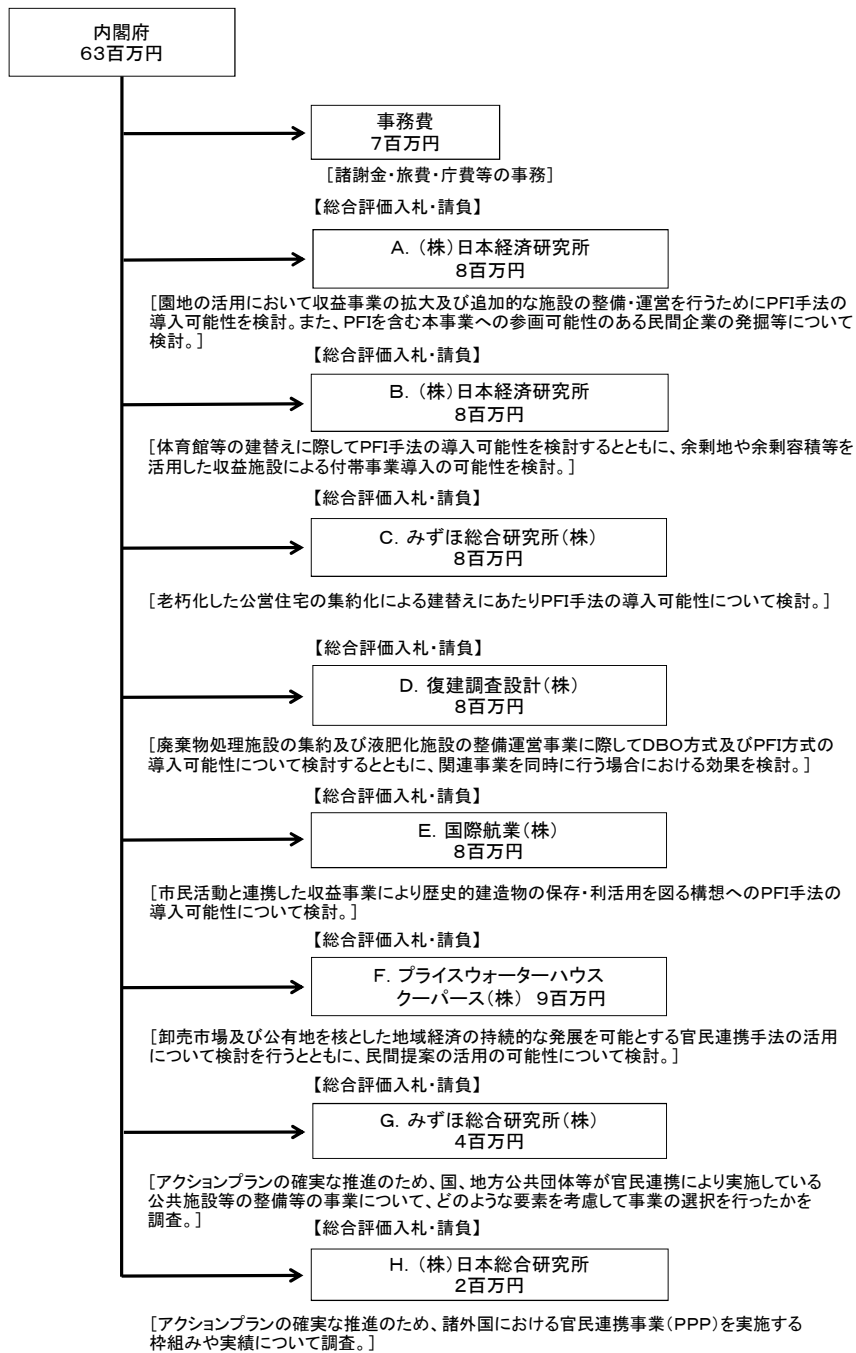 内閣府
63百万円
事務費
7百万円
[諸謝金・旅費・庁費等の事務]
【総合評価入札・請負】
A. (株)日本経済研究所
8百万円
[園地の活用において収益事業の拡大及び追加的な施設の整備・運営を行うためにPFI手法の
導入可能性を検討。また、PFIを含む本事業への参画可能性のある民間企業の発掘等について
検討。]
【総合評価入札・請負】
B. (株)日本経済研究所
8百万円
[体育館等の建替えに際してPFI手法の導入可能性を検討するとともに、余剰地や余剰容積等を
活用した収益施設による付帯事業導入の可能性を検討。]
【総合評価入札・請負】
C. みずほ総合研究所(株)
8百万円
[老朽化した公営住宅の集約化による建替えにあたりPFI手法の導入可能性について検討。]
【総合評価入札・請負】
D. 復建調査設計(株)
8百万円
[廃棄物処理施設の集約及び液肥化施設の整備運営事業に際してDBO方式及びPFI方式の
導入可能性について検討するとともに、関連事業を同時に行う場合における効果を検討。]
【総合評価入札・請負】
E. 国際航業(株)
8百万円
[市民活動と連携した収益事業により歴史的建造物の保存・利活用を図る構想へのPFI手法の
導入可能性について検討。]
【総合評価入札・請負】
F. プライスウォーターハウス
クーパース(株) 9百万円
[卸売市場及び公有地を核とした地域経済の持続的な発展を可能とする官民連携手法の活用
について検討を行うとともに、民間提案の活用の可能性について検討。]
【総合評価入札・請負】
G. みずほ総合研究所(株)
4百万円
[アクションプランの確実な推進のため、国、地方公共団体等が官民連携により実施している
公共施設等の整備等の事業について、どのような要素を考慮して事業の選択を行ったかを
調査。]
【総合評価入札・請負】
H. (株)日本総合研究所
2百万円
[アクションプランの確実な推進のため、諸外国における官民連携事業(PPP)を実施する
枠組みや実績について調査。]